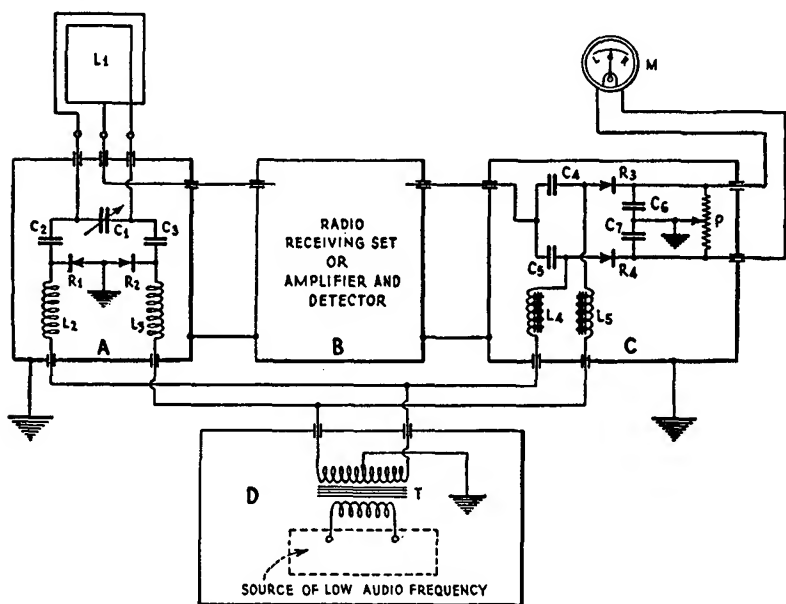 L1
L R
M
A
C2
C1
C3
R1
R2
L2
L3
RADIO
RECEIVING SET
OR
AMPLIFIER AND
DETECTOR
B
C4
R3
C6
P
C7
C5
R4
L4
L5
C
D
T
SOURCE OF LOW AUDIO FREQUENCY